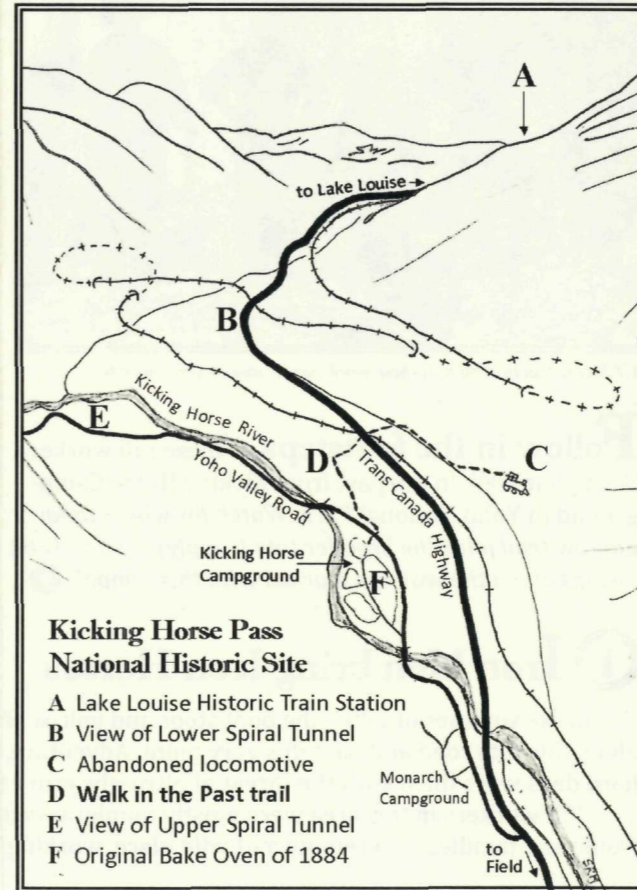 A
to Lake Louise
B
Kicking Horse River
E
Yoho Valley Road
D
C
Trans Canada Highway
Kicking Horse
Campground
F
Kicking Horse Pass
National Historic Site
A Lake Louise Historic Train Station
B View of Lower Spiral Tunnel
C Abandoned locomotive
D Walk in the Past trail
E View of Upper Spiral Tunnel
F Original Bake Oven of 1884
Monarch
Campground
to
Field